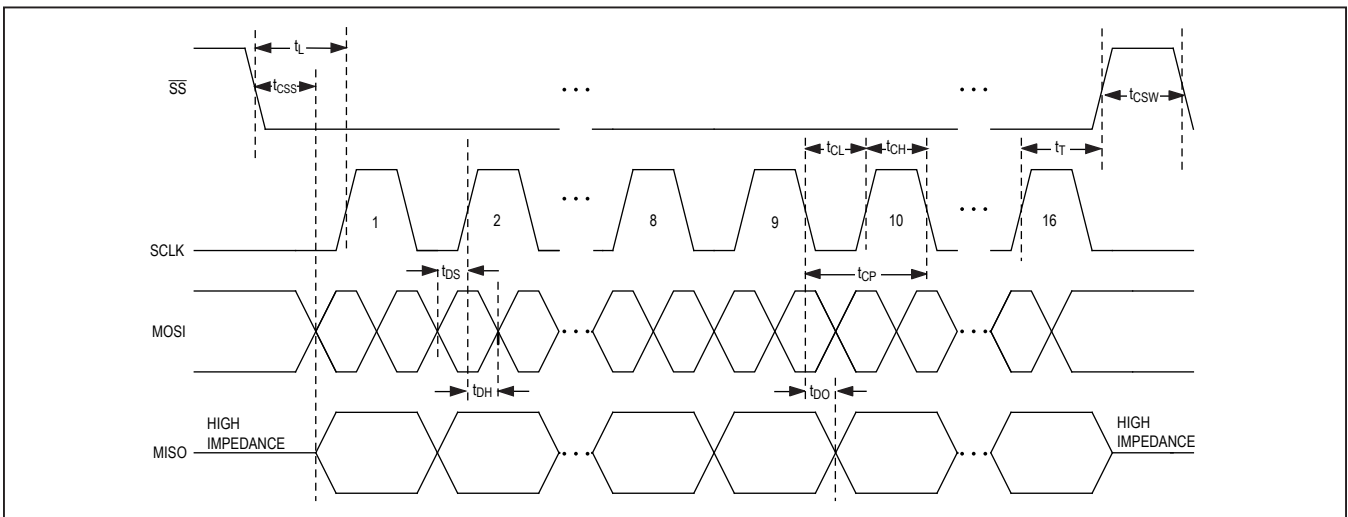 tL
SS
tCSS
• • •
• • •
tCSW
tCL
tCH
tT
• • •
• • •
1
2
8
9
10
16
SCLK
tDS
tCP
MOSI
• • •
• • •
tDH
tDO
HIGH
IMPEDANCE
HIGH
IMPEDANCE
MISO
• • •
• • •